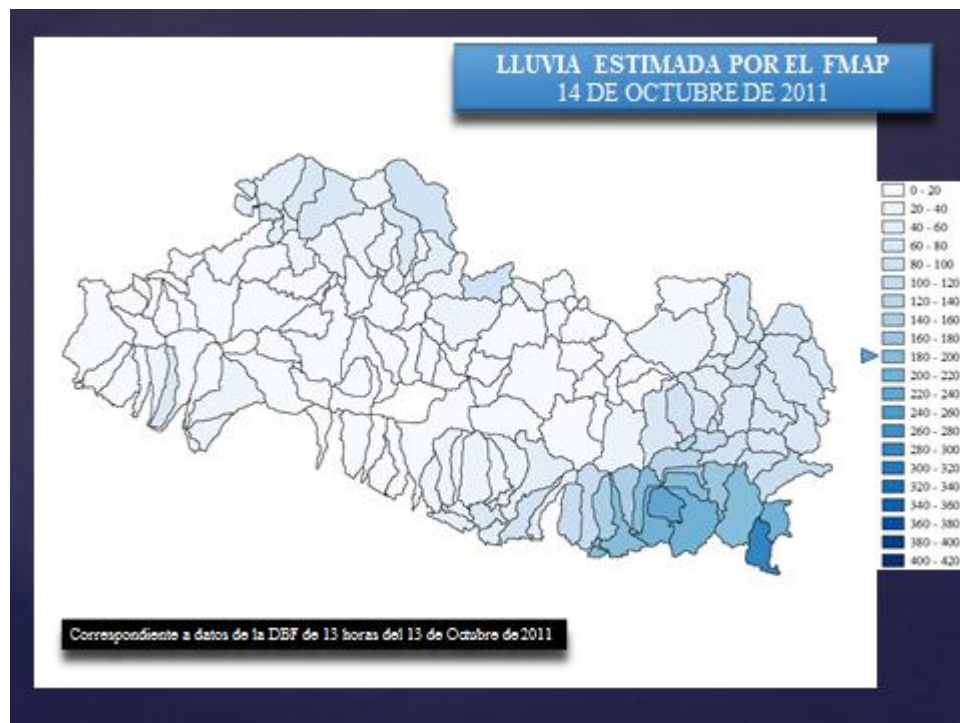 LLUVIA ESTIMADA POR EL FMAP
14 DE OCTUBRE DE 2011
0 - 20
20 - 40
40 - 60
60 - 80
80 - 100
100 - 120
120 - 140
140 - 160
160 - 180
180 - 200
200 - 220
220 - 240
240 - 260
260 - 280
280 - 300
300 - 320
320 - 340
340 - 360
360 - 380
380 - 400
400 - 420
Correspondiente a datos de la DBF de 13 horas del 13 de Octubre de 2011